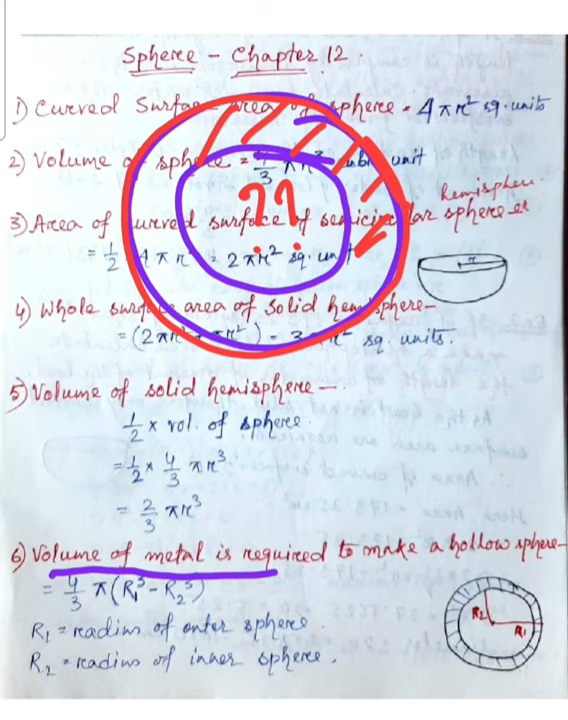 Sphere - Chapter 12.
1) Curved Surface Area of sphere = 4πr² sq. units
2) Volume of sphere = 4/3 πr³ cubic unit
hemisphere
3) Area of curved surface of semicircular sphere or
= 1/2 4πr² = 2πr² sq. unit
r
4) Whole surface area of solid hemisphere -
= (2πr² + πr²) = 3πr² sq. units.
5) Volume of solid hemisphere -
1/2 x vol. of sphere.
= 1/2 x 4/3 πr³
= 2/3 πr³
6) Volume of metal is required to make a hollow sphere -
= 4/3 π(R₁³ - R₂³)
R₁ = radius of outer sphere.
R₂ = radius of inner sphere.
R₂
R₁
??